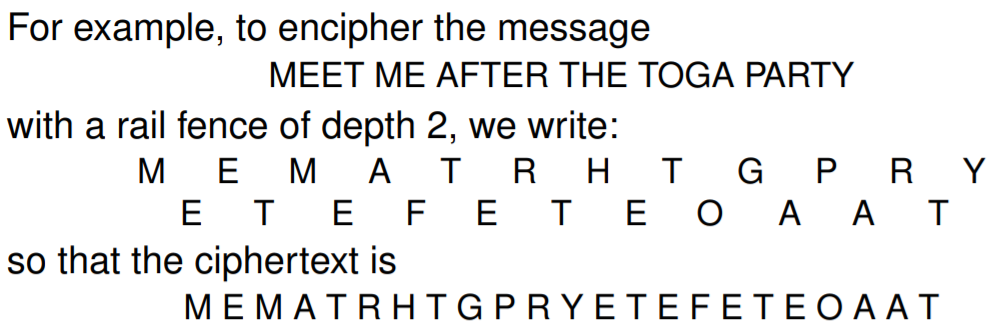 For example, to encipher the message
MEET ME AFTER THE TOGA PARTY
with a rail fence of depth 2, we write:
M E M A T R H T G P R Y
E T E F E T E O A A T
so that the ciphertext is
M E M A T R H T G P R Y E T E F E T E O A A T